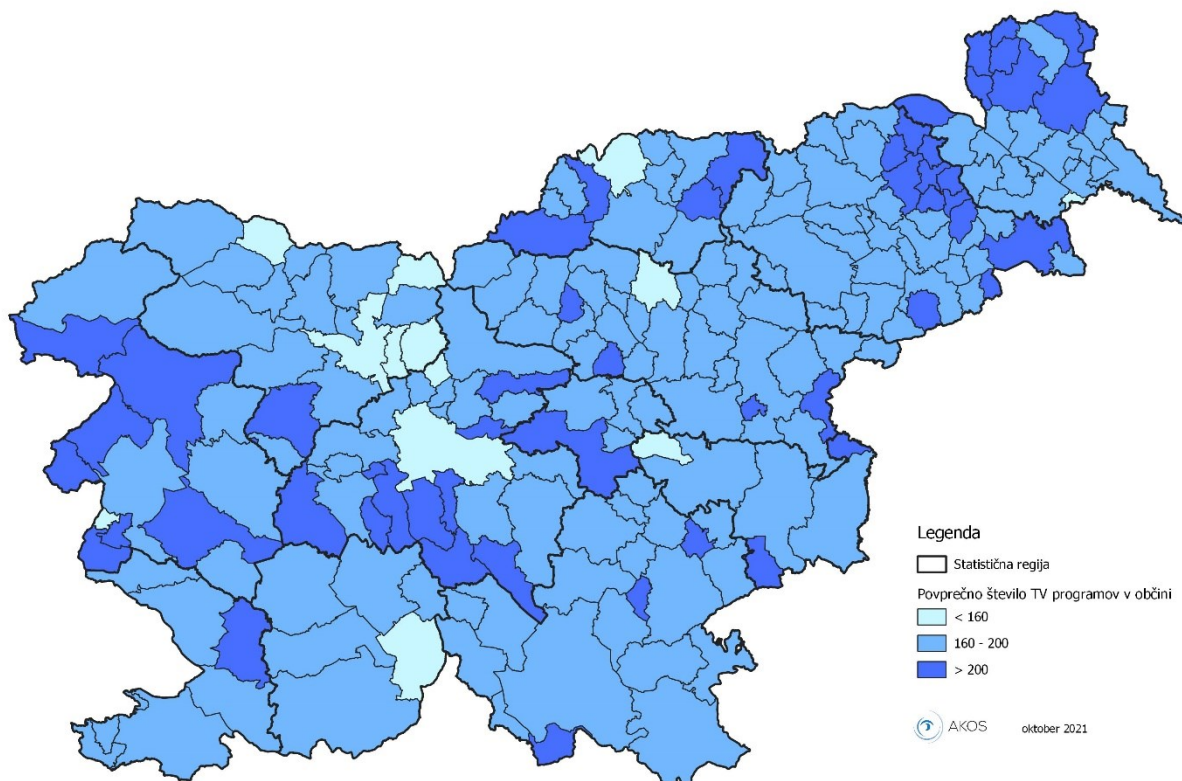 Legenda
Statistična regija
Povprečno število TV programov v občini
< 160
160 - 200
> 200
AKOS oktober 2021